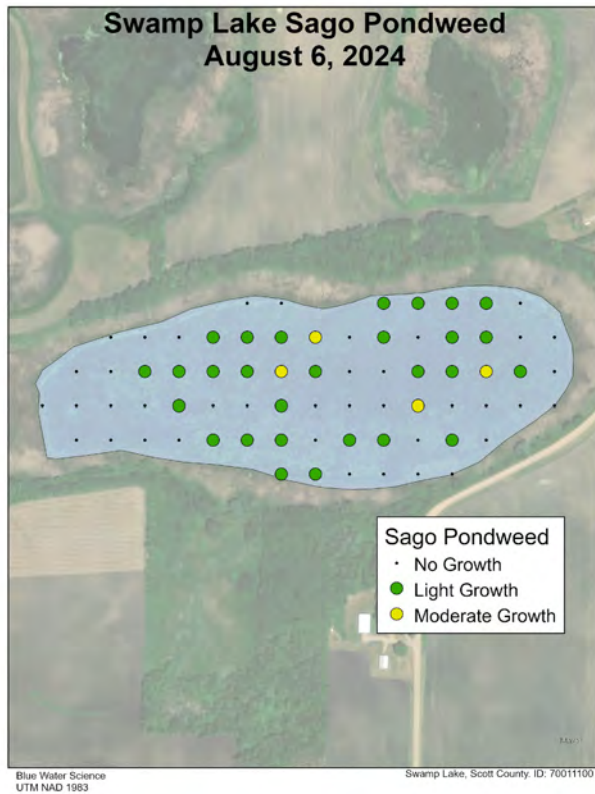 Swamp Lake Sago Pondweed
August 6, 2024
Sago Pondweed
No Growth
Light Growth
Moderate Growth
Blue Water Science
UTM NAD 1983
Swamp Lake, Scott County. ID: 70011100